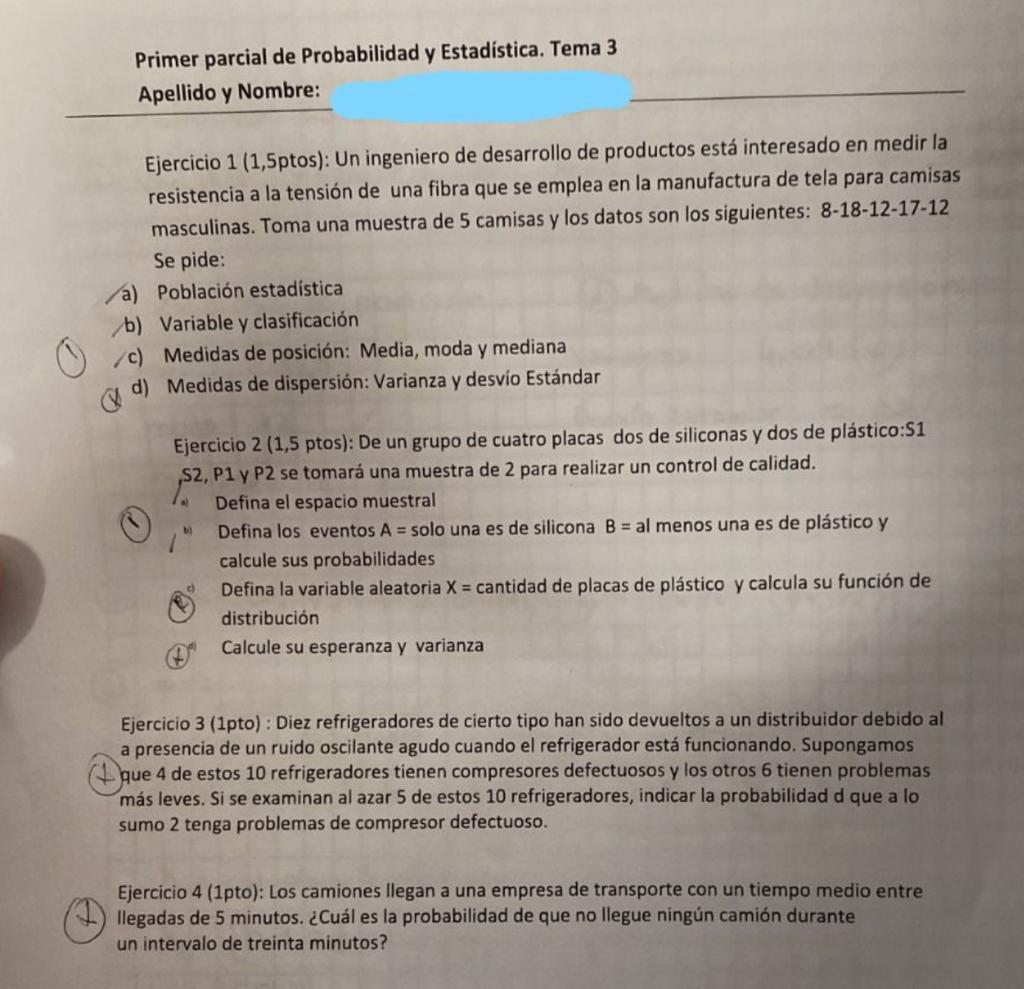 Primer parcial de Probabilidad y Estadística. Tema 3
Apellido y Nombre:
Ejercicio 1 (1,5ptos): Un ingeniero de desarrollo de productos está interesado en medir la
resistencia a la tensión de una fibra que se emplea en la manufactura de tela para camisas
masculinas. Toma una muestra de 5 camisas y los datos son los siguientes: 8-18-12-17-12
Se pide:
a) Población estadística
b) Variable y clasificación
c) Medidas de posición: Media, moda y mediana
d) Medidas de dispersión: Varianza y desvío Estándar
Ejercicio 2 (1,5 ptos): De un grupo de cuatro placas dos de siliconas y dos de plástico:S1
,S2, P1 y P2 se tomará una muestra de 2 para realizar un control de calidad.
a) Defina el espacio muestral
b) Defina los eventos A = solo una es de silicona B = al menos una es de plástico y
calcule sus probabilidades
c) Defina la variable aleatoria X = cantidad de placas de plástico y calcula su función de
distribución
d) Calcule su esperanza y varianza
Ejercicio 3 (1pto) : Diez refrigeradores de cierto tipo han sido devueltos a un distribuidor debido al
a presencia de un ruido oscilante agudo cuando el refrigerador está funcionando. Supongamos
que 4 de estos 10 refrigeradores tienen compresores defectuosos y los otros 6 tienen problemas
más leves. Si se examinan al azar 5 de estos 10 refrigeradores, indicar la probabilidad d que a lo
sumo 2 tenga problemas de compresor defectuoso.
Ejercicio 4 (1pto): Los camiones llegan a una empresa de transporte con un tiempo medio entre
llegadas de 5 minutos. ¿Cuál es la probabilidad de que no llegue ningún camión durante
un intervalo de treinta minutos?